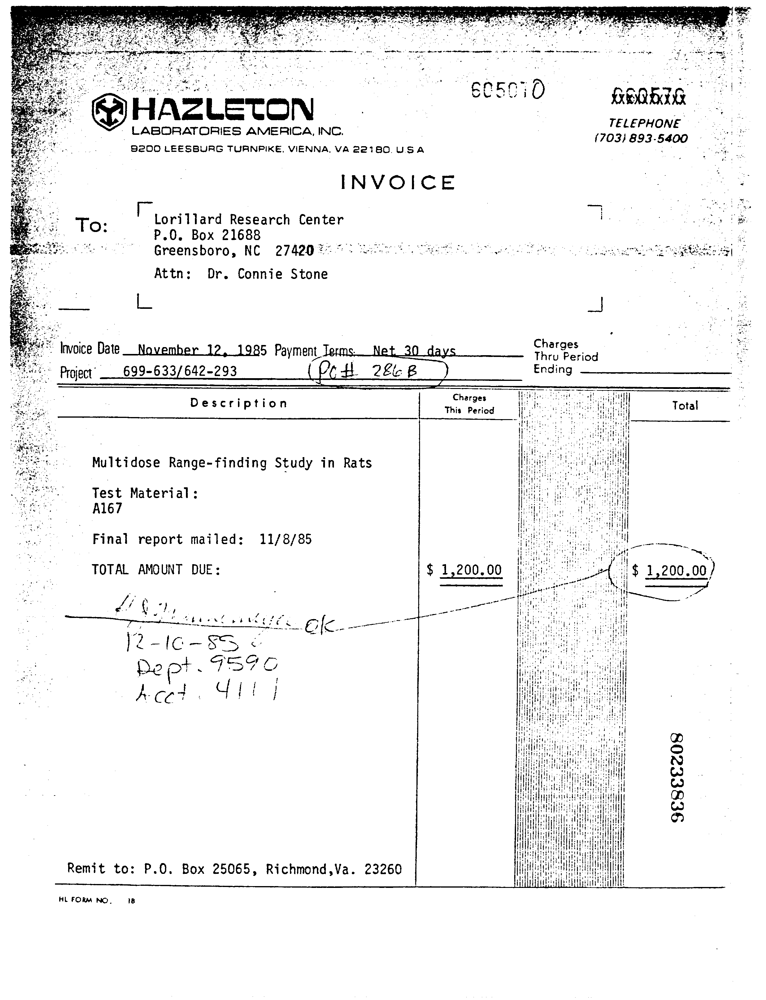 605010
HAZLETON
LABORATORIES AMERICA, INC.
9200 LEESBURG TURNPIKE, VIENNA, VA 22180 U S A
TELEPHONE
(703) 893-5400
INVOICE
To:
Lorillard Research Center
P.O. Box 21688
Greensboro, NC 27420
Attn: Dr. Connie Stone
Invoice Date November 12, 1985 Payment Terms: Net 30 days
Charges
Thru Period
Ending
Project 699-633/642-293
PC# 286B
Description
Charges
This Period
Total
Multidose Range-finding Study in Rats
Test Material:
A167
Final report mailed: 11/8/85
TOTAL AMOUNT DUE: $ 1,200.00 $ 1,200.00
OK
12-10-85
Dept. 9590
Acct. 4111
80233836
Remit to: P.O. Box 25065, Richmond,Va. 23260
HL FORM NO. 18